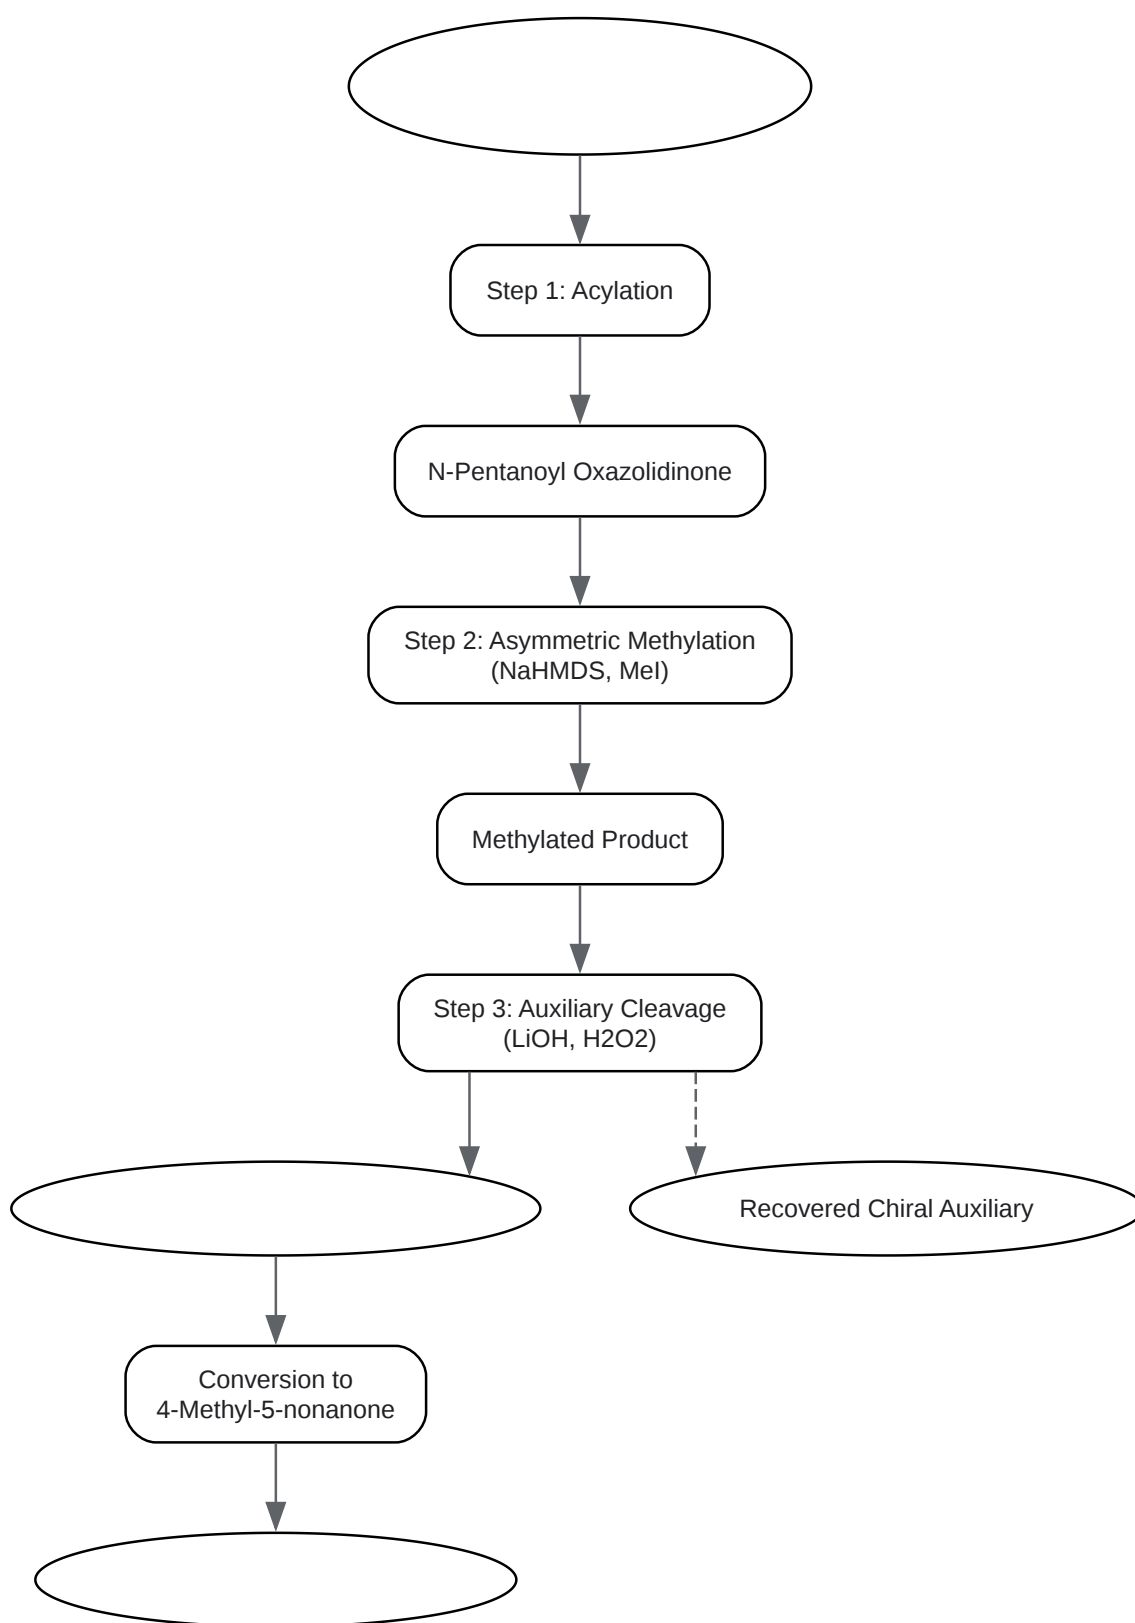 Step 1: Acylation
N-Pentanoyl Oxazolidinone
Step 2: Asymmetric Methylation
(NaHMDS, MeI)
Methylated Product
Step 3: Auxiliary Cleavage
(LiOH, H2O2)
Recovered Chiral Auxiliary
Conversion to
4-Methyl-5-nonanone